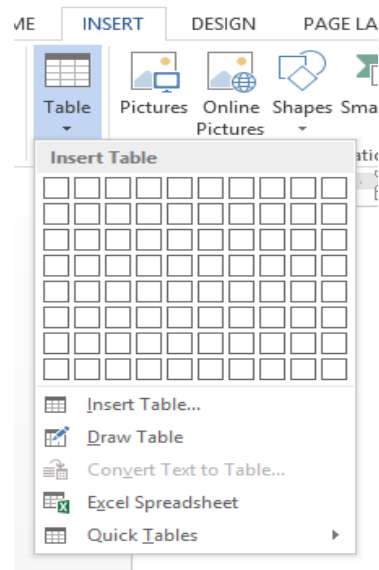 ME INSERT DESIGN PAGE LA
Table Pictures Online Shapes Sma
Pictures
Insert Table
Insert Table...
Draw Table
Convert Text to Table...
Excel Spreadsheet
Quick Tables